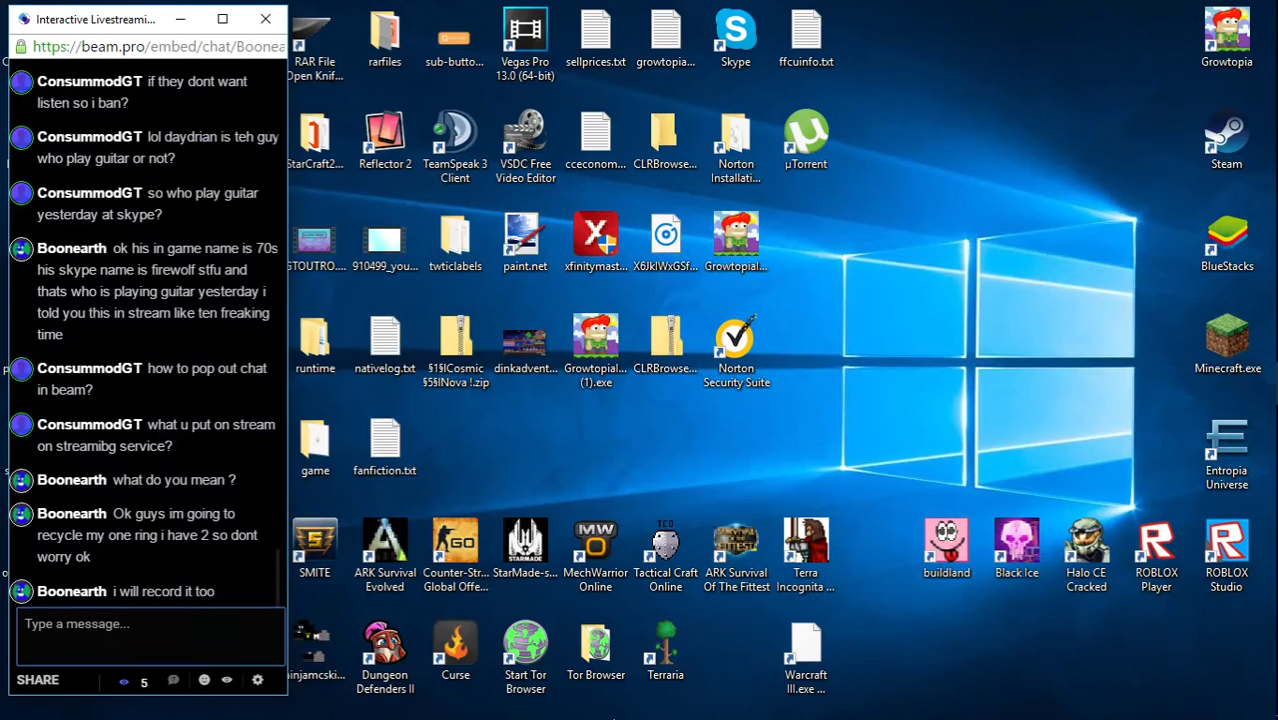 Interactive Livestreami...
https://beam.pro/embed/chat/Boonea
ConsummodGT if they dont want
listen so i ban?
ConsummodGT lol daydrian is teh guy
who play guitar or not?
ConsummodGT so who play guitar
yesterday at skype?
Boonearth ok his in game name is 70s
his skype name is firewolf stfu and
thats who is playing guitar yesterday i
told you this in stream like ten freaking
time
ConsummodGT how to pop out chat
in beam?
ConsummodGT what u put on stream
on streamibg service?
Boonearth what do you mean ?
Boonearth Ok guys im going to
recycle my one ring i have 2 so dont
worry ok
Boonearth i will record it too
Type a message...
SHARE 5
RAR File
Open Knif...
rarfiles
sub-butto...
Vegas Pro
13.0 (64-bit)
sellprices.txt
growtopia...
Skype
ffcuinfo.txt
Growtopia
StarCraft2...
Reflector 2
TeamSpeak 3
Client
VSDC Free
Video Editor
cceconom...
CLRBrowse...
Norton
Installati...
µTorrent
Steam
GTOUTRO....
910499_you...
twticlabels
paint.net
xfinitymast...
X6JkIWxGSf...
Growtopial...
BlueStacks
runtime
nativelog.txt
§1§lCosmic
§5§lNova !.zip
dinkadvent...
Growtopial...
(1).exe
CLRBrowse...
Norton
Security Suite
Minecraft.exe
game
fanfiction.txt
Entropia
Universe
SMITE
ARK Survival
Evolved
GO
Counter-Str...
Global Offe...
STARMADE
StarMade-s...
MW
MechWarrior
Online
TCO
Tactical Craft
Online
ARK Survival
Of The Fittest
Terra
Incognita ...
buildland
Black Ice
Halo CE
Cracked
ROBLOX
Player
ROBLOX
Studio
ninjamcski...
Dungeon
Defenders II
Curse
Start Tor
Browser
Tor Browser
Terraria
Warcraft
III.exe ...